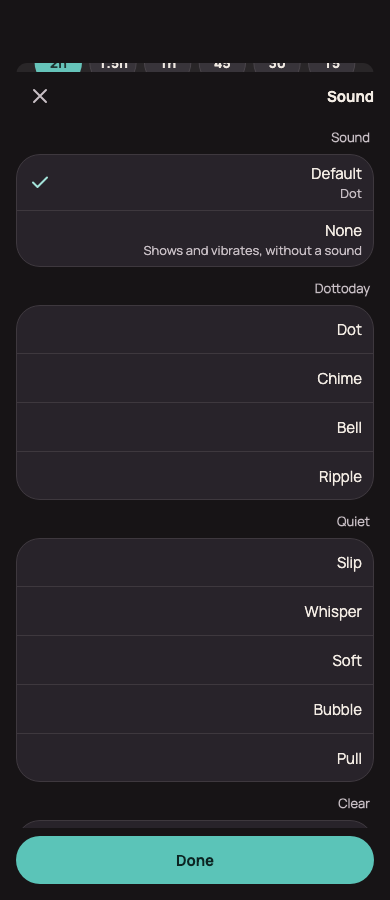 2h 1.5h 1h 45 30 15
Sound
Sound
Default
Dot
None
Shows and vibrates, without a sound
Dottoday
Dot
Chime
Bell
Ripple
Quiet
Slip
Whisper
Soft
Bubble
Pull
Clear
Done